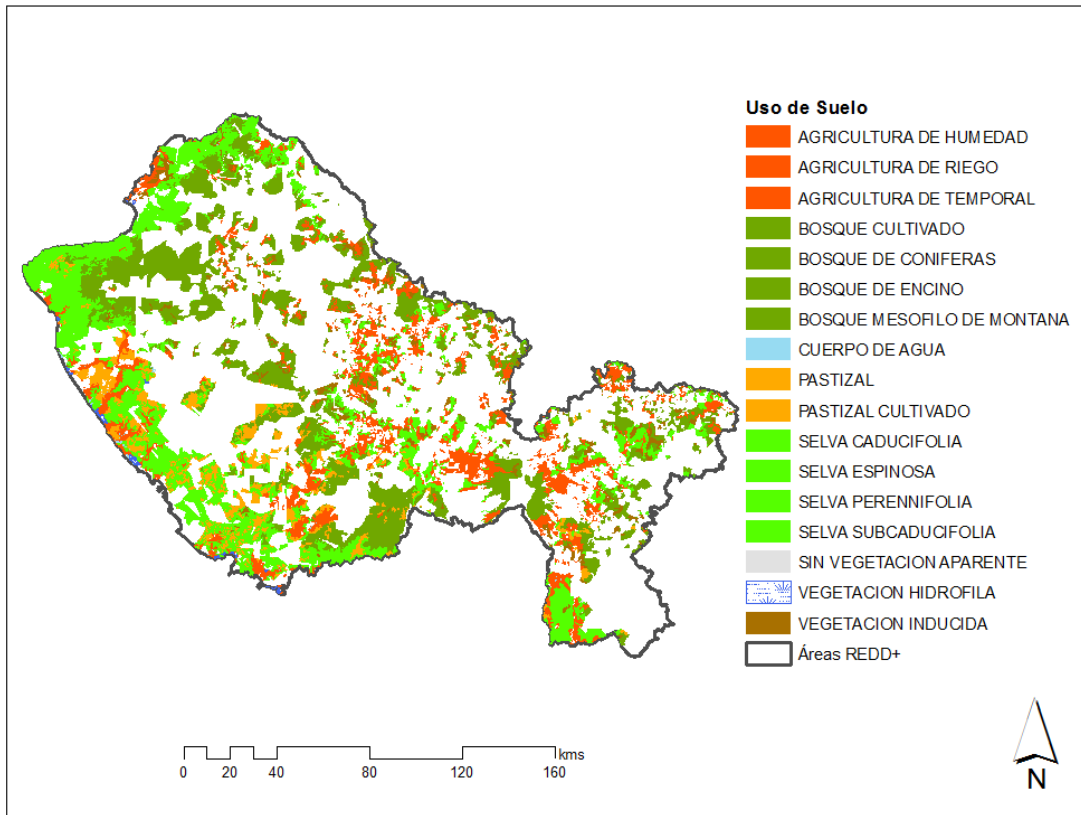 Uso de Suelo
AGRICULTURA DE HUMEDAD
AGRICULTURA DE RIEGO
AGRICULTURA DE TEMPORAL
BOSQUE CULTIVADO
BOSQUE DE CONIFERAS
BOSQUE DE ENCINO
BOSQUE MESOFILO DE MONTANA
CUERPO DE AGUA
PASTIZAL
PASTIZAL CULTIVADO
SELVA CADUCIFOLIA
SELVA ESPINOSA
SELVA PERENNIFOLIA
SELVA SUBCADUCIFOLIA
SIN VEGETACION APARENTE
VEGETACION HIDROFILA
VEGETACION INDUCIDA
Áreas REDD+
kms
0 20 40 80 120 160
N